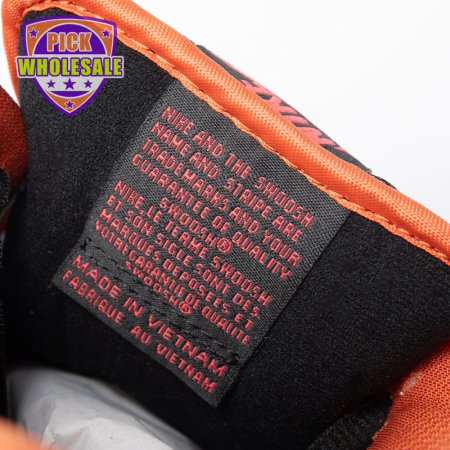 PICK
WHOLESALE
NIKE AND THE SWOOSH
NAME AND STRIPE ARE
TRADEMARKS AND YOUR
GUARANTEE OF QUALITY
SWOOSH®
NIKE, LE TERME SWOOSH
ET SON SIGLE SONT DES
MARQUES DEPOSEES ET
VOTRE GARANTIE DE QUALITE
SWOOSH®
MADE IN VIETNAM
FABRIQUE AU VIETNAM